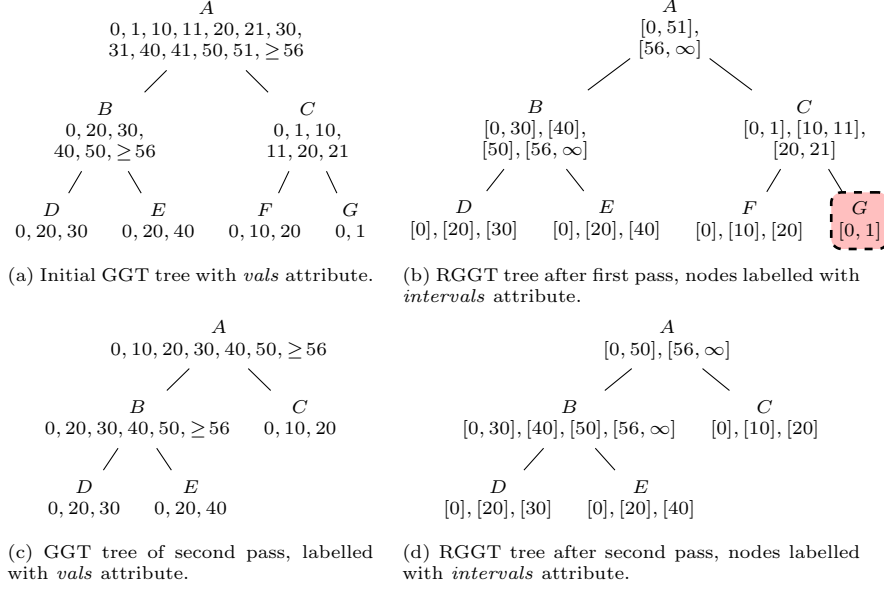 A
0, 1, 10, 11, 20, 21, 30,
31, 40, 41, 50, 51, ≥ 56
B
0, 20, 30,
40, 50, ≥ 56
C
0, 1, 10,
11, 20, 21
D
0, 20, 30
E
0, 20, 40
F
0, 10, 20
G
0, 1
(a) Initial GGT tree with vals attribute.
A
[0, 51],
[56, ∞]
B
[0, 30], [40],
[50], [56, ∞]
C
[0, 1], [10, 11],
[20, 21]
D
[0], [20], [30]
E
[0], [20], [40]
F
[0], [10], [20]
G
[0, 1]
(b) RGGT tree after first pass, nodes labelled with
intervals attribute.
A
0, 10, 20, 30, 40, 50, ≥ 56
B
0, 20, 30, 40, 50, ≥ 56
C
0, 10, 20
D
0, 20, 30
E
0, 20, 40
(c) GGT tree of second pass, labelled
with vals attribute.
A
[0, 50], [56, ∞]
B
[0, 30], [40], [50], [56, ∞]
C
[0], [10], [20]
D
[0], [20], [30]
E
[0], [20], [40]
(d) RGGT tree after second pass, nodes labelled
with intervals attribute.